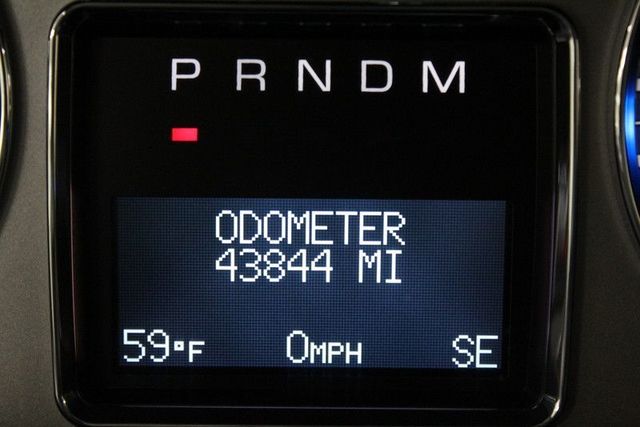 P R N D M
ODOMETER
43844 MI
59°F 0MPH SE